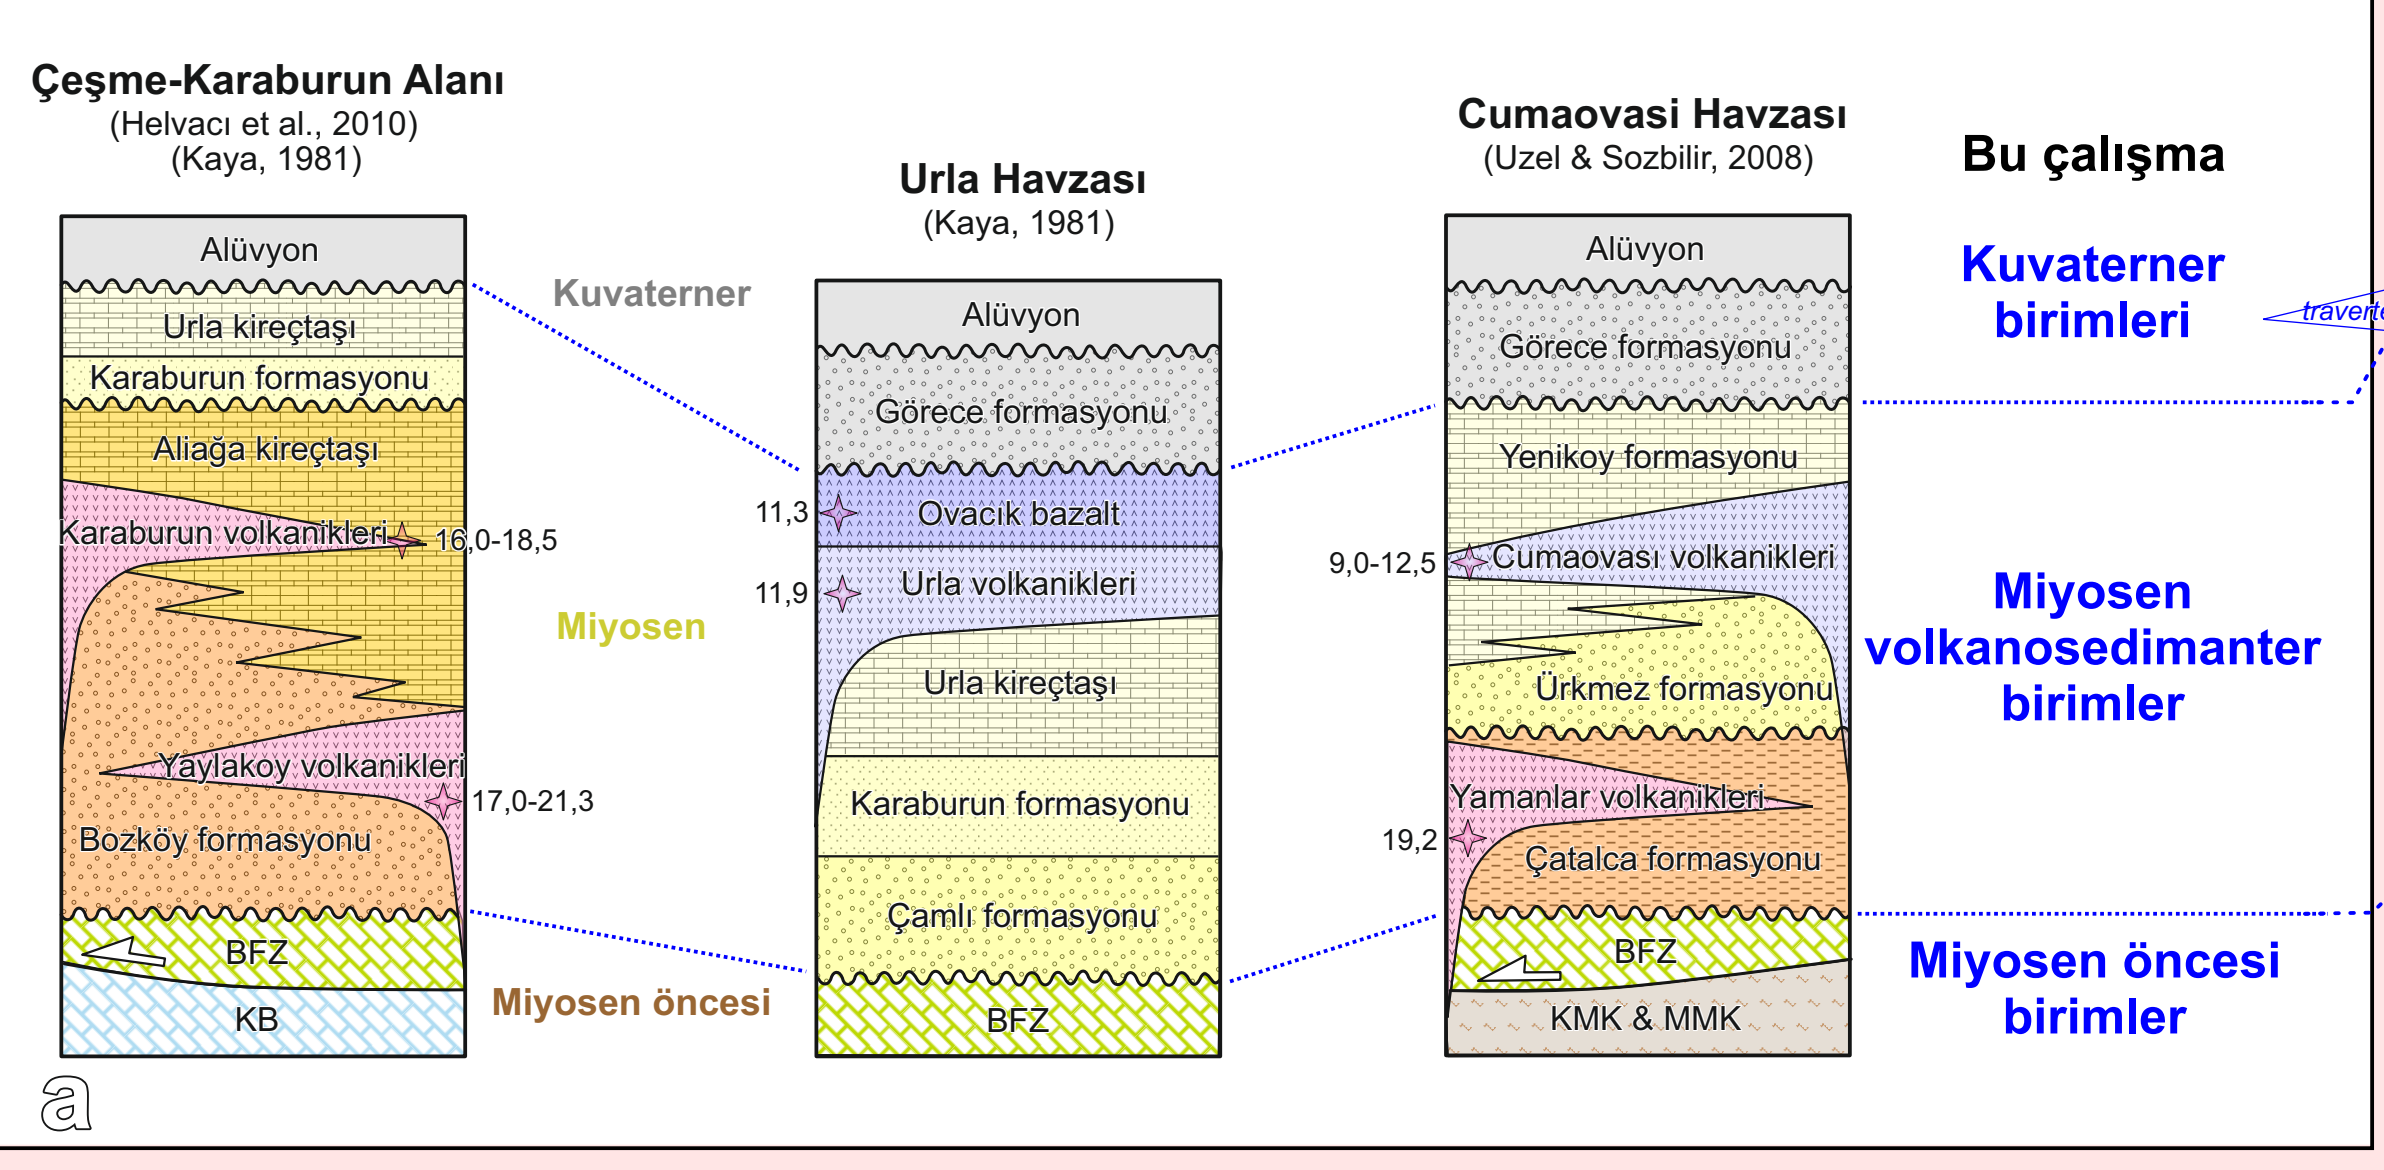 Çeşme-Karaburun Alanı
(Helvacı et al., 2010)
(Kaya, 1981)
Alüvyon
Urla kireçtaşı
Karaburun formasyonu
Aliağa kireçtaşı
Karaburun volkanikleri
16,0-18,5
Yaylakoy volkanikleri
17,0-21,3
Bozköy formasyonu
BFZ
KB
Kuvaterner
Miyosen
Miyosen öncesi
Urla Havzası
(Kaya, 1981)
Alüvyon
Görece formasyonu
11,3
Ovacık bazalt
11,9
Urla volkanikleri
Urla kireçtaşı
Karaburun formasyonu
Çamlı formasyonu
BFZ
Cumaovasi Havzası
(Uzel & Sozbilir, 2008)
Alüvyon
Görece formasyonu
Yenikoy formasyonu
9,0-12,5
Cumaovası volkanikleri
Ürkmez formasyonu
Yamanlar volkanikleri
19,2
Çatalca formasyonu
BFZ
KMK & MMK
Bu çalışma
Kuvaterner
birimleri
Miyosen
volkanosedimanter
birimler
Miyosen öncesi
birimler
a